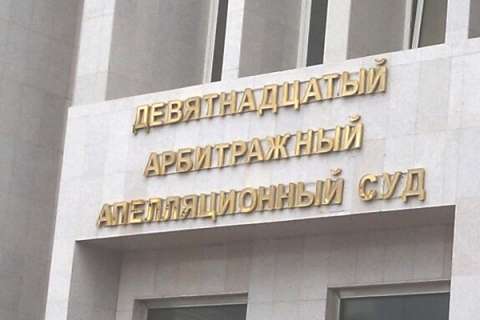 ДЕВЯТНАДЦАТЫЙ
АРБИТРАЖНЫЙ
АПЕЛЛЯЦИОННЫЙ СУД